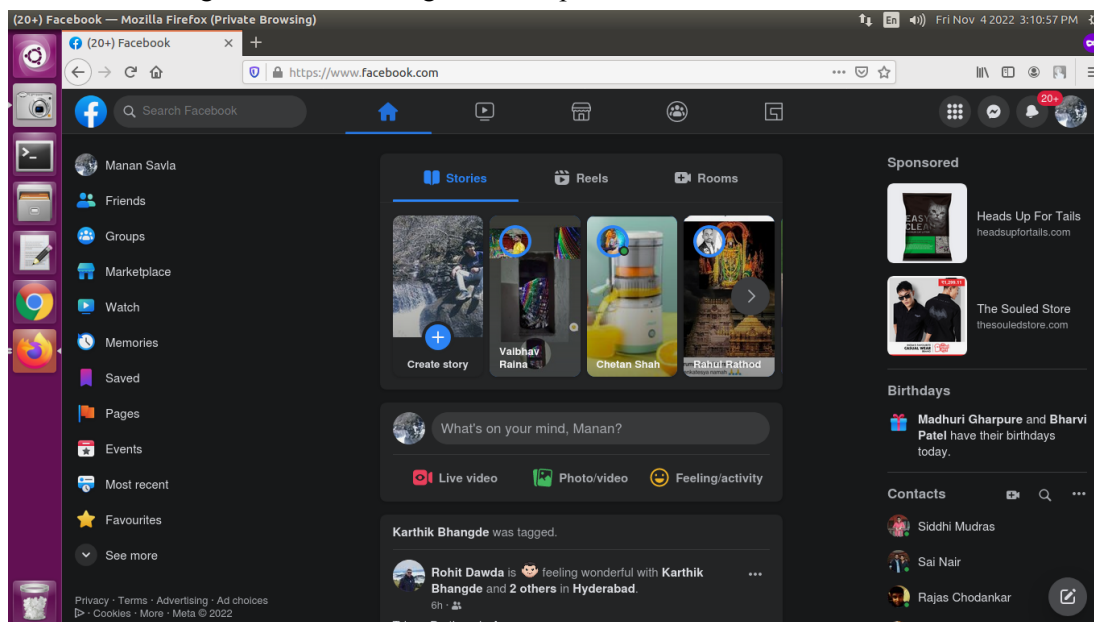 (20+) Facebook — Mozilla Firefox (Private Browsing)
En
Fri Nov 4 2022 3:10:57 PM
(20+) Facebook
https://www.facebook.com
Search Facebook
20+
Manan Savla
Friends
Groups
Marketplace
Watch
Memories
Saved
Pages
Events
Most recent
Favourites
See more
Privacy · Terms · Advertising · Ad choices
· Cookies · More · Meta © 2022
Stories
Reels
Rooms
Create story
Vaibhav
Raina
Chetan Shah
Rahul Rathod
What's on your mind, Manan?
Live video
Photo/video
Feeling/activity
Karthik Bhangde was tagged.
Rohit Dawda is feeling wonderful with Karthik
Bhangde and 2 others in Hyderabad.
6h ·
Sponsored
EASY
CLEA
Heads Up For Tails
headsupfortails.com
The Souled Store
thesouledstore.com
Birthdays
Madhuri Gharpure and Bharvi
Patel have their birthdays
today.
Contacts
Siddhi Mudras
Sai Nair
Rajas Chodankar